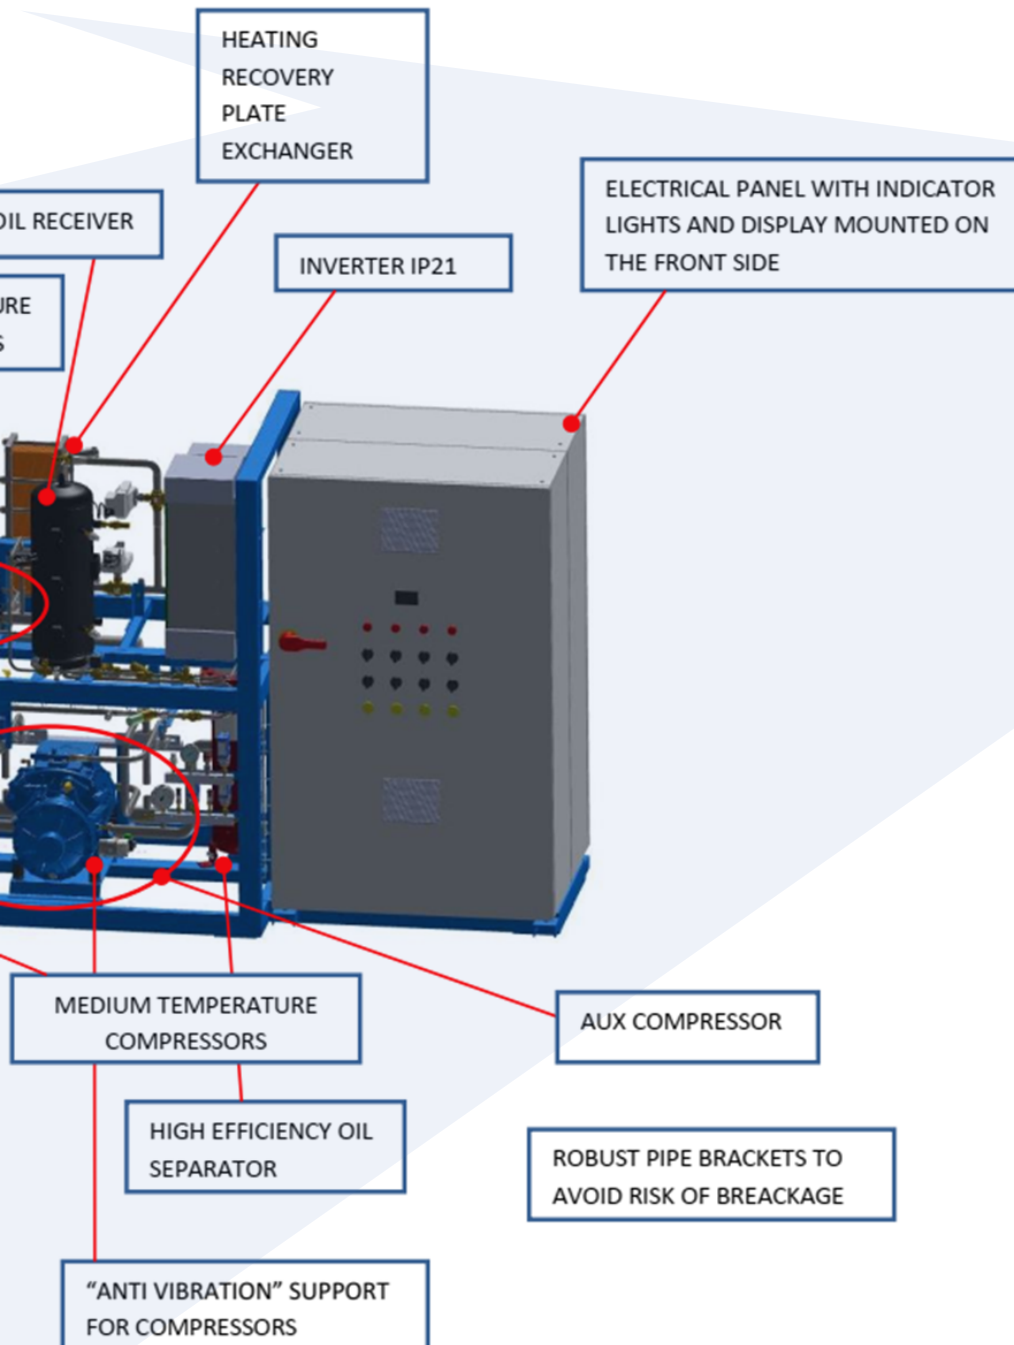 HEATING
RECOVERY
PLATE
EXCHANGER
ELECTRICAL PANEL WITH INDICATOR
LIGHTS AND DISPLAY MOUNTED ON
THE FRONT SIDE
OIL RECEIVER
INVERTER IP21
URE
S
MEDIUM TEMPERATURE
COMPRESSORS
AUX COMPRESSOR
HIGH EFFICIENCY OIL
SEPARATOR
ROBUST PIPE BRACKETS TO
AVOID RISK OF BREACKAGE
“ANTI VIBRATION” SUPPORT
FOR COMPRESSORS